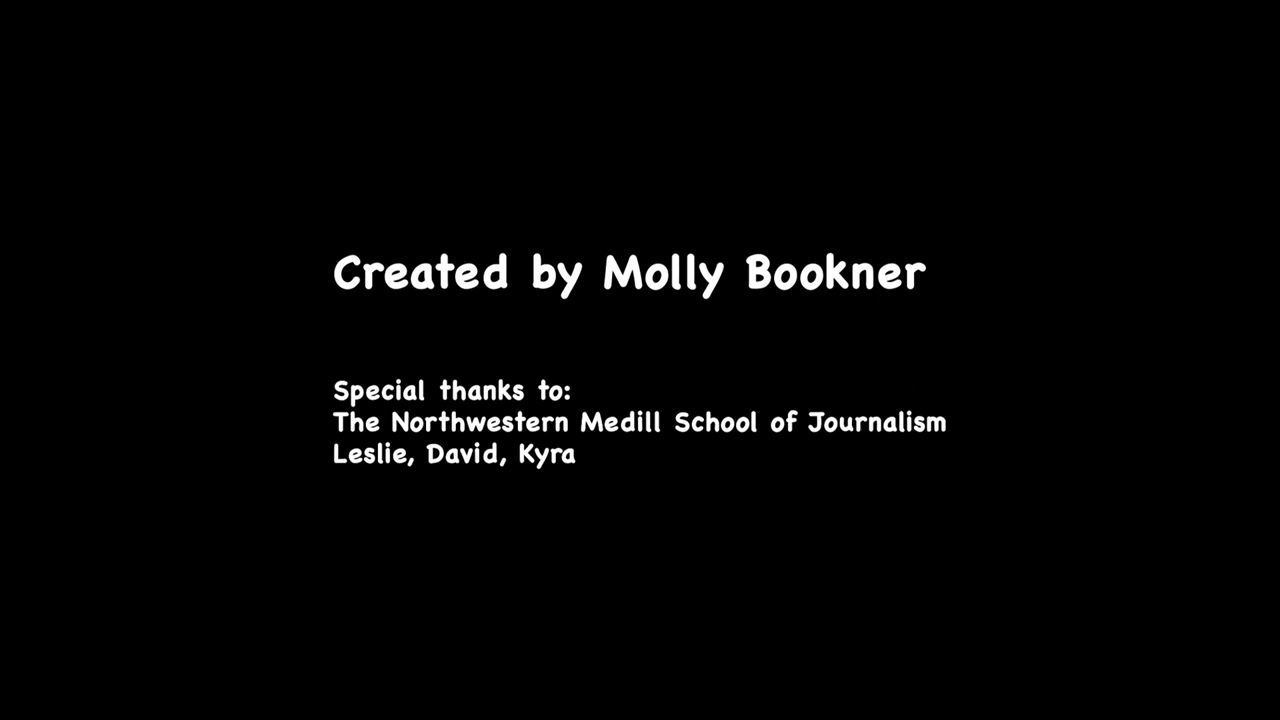 Created by Molly Bookner
Special thanks to:
The Northwestern Medill School of Journalism
Leslie, David, Kyra